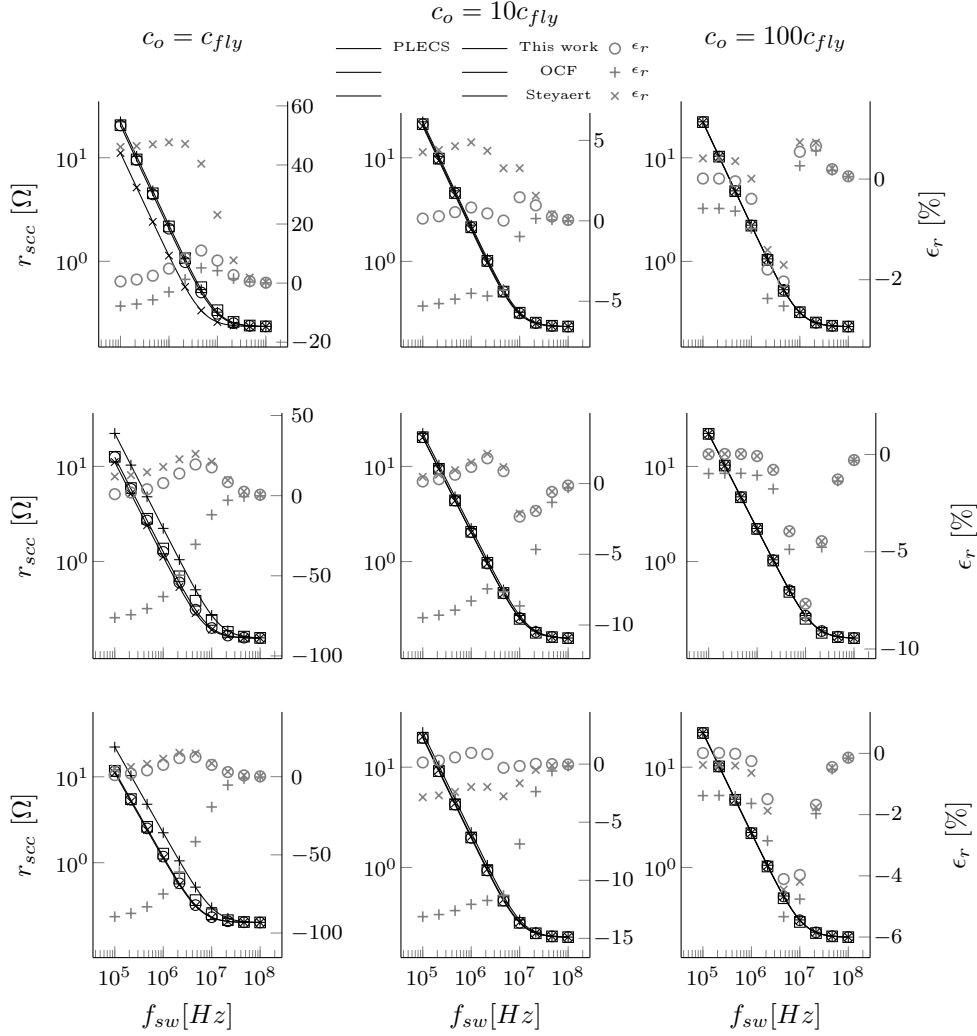 c_o = c_fly
c_o = 10c_fly
c_o = 100c_fly
PLECS This work ϵ_r
OCF ϵ_r
Steyaert ϵ_r
10^1
10^0
r_scc [Ω]
60
40
20
0
−20
5
0
−5
0
−2
ϵ_r [%]
10^1
10^0
r_scc [Ω]
50
0
−50
−100
5
0
−5
−10
0
−5
−10
ϵ_r [%]
10^1
10^0
r_scc [Ω]
0
−50
−100
0
−5
−10
−15
0
−2
−4
−6
ϵ_r [%]
10^5 10^6 10^7 10^8
10^5 10^6 10^7 10^8
10^5 10^6 10^7 10^8
f_sw[Hz]
f_sw[Hz]
f_sw[Hz]